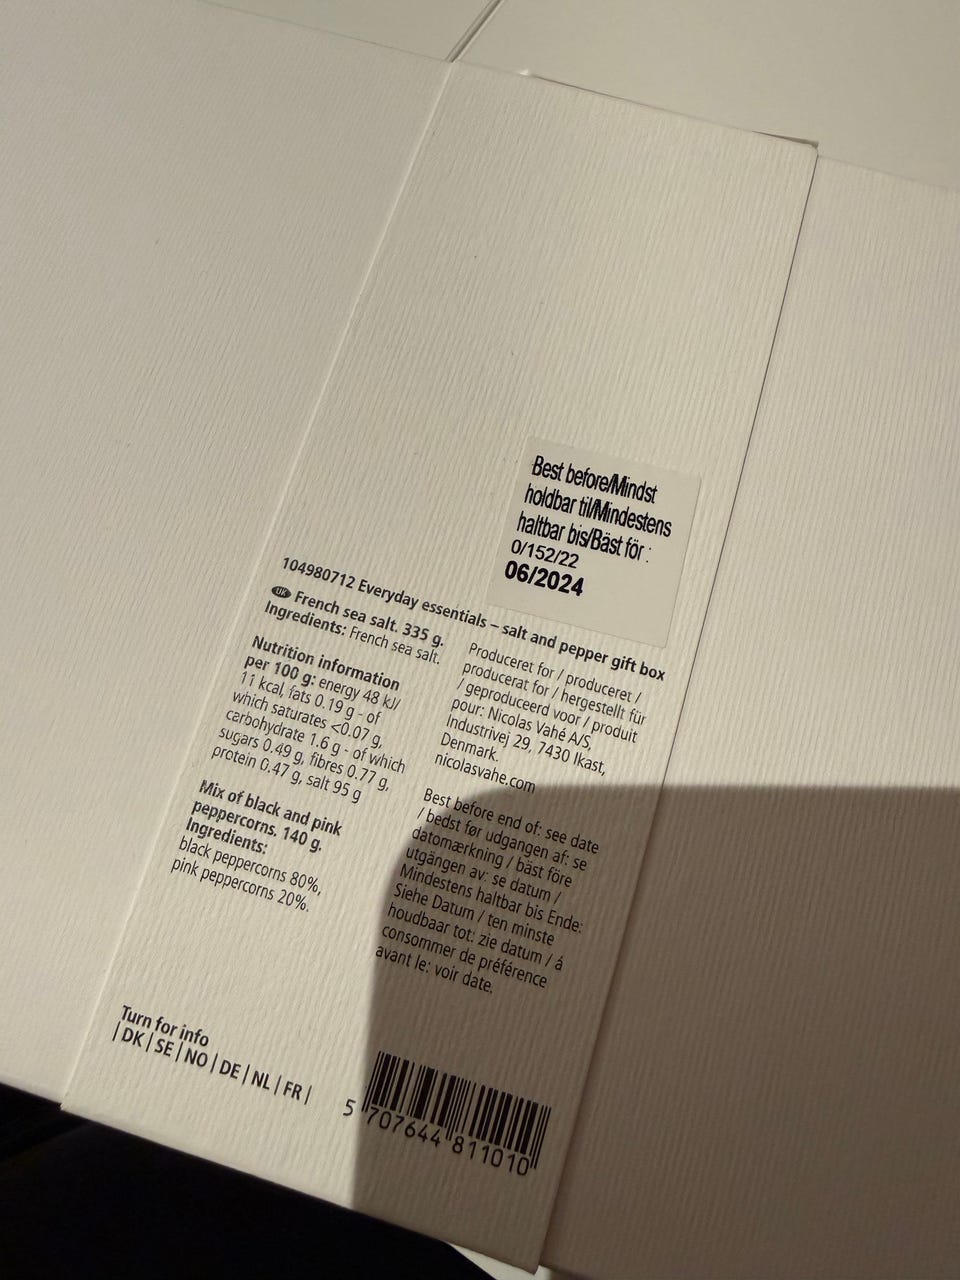 Best before/Mindst
holdbar til/Mindestens
haltbar bis/Bäst för :
0/152/22
06/2024
104980712 Everyday essentials – salt and pepper gift box
UK French sea salt. 335 g.
Ingredients: French sea salt.
Nutrition information
per 100 g: energy 48 kJ/
11 kcal, fats 0.19 g - of
which saturates <0.07 g,
carbohydrate 1.6 g - of which
sugars 0.49 g, fibres 0.77 g,
protein 0.47 g, salt 95 g
Mix of black and pink
peppercorns. 140 g.
Ingredients:
black peppercorns 80%,
pink peppercorns 20%.
Produceret for / produceret /
producerat for / hergestellt für
/ geproduceerd voor / produit
pour: Nicolas Vahé A/S,
Industrivej 29, 7430 Ikast,
Denmark.
nicolasvahe.com
Best before end of: see date
/ bedst før udgangen af: se
datomærkning / bäst före
utgängen av: se datum /
Mindestens haltbar bis Ende:
Siehe Datum / ten minste
houdbaar tot: zie datum / á
consommer de préférence
avant le: voir date.
Turn for info
| DK | SE | NO | DE | NL | FR |
5 707644 811010